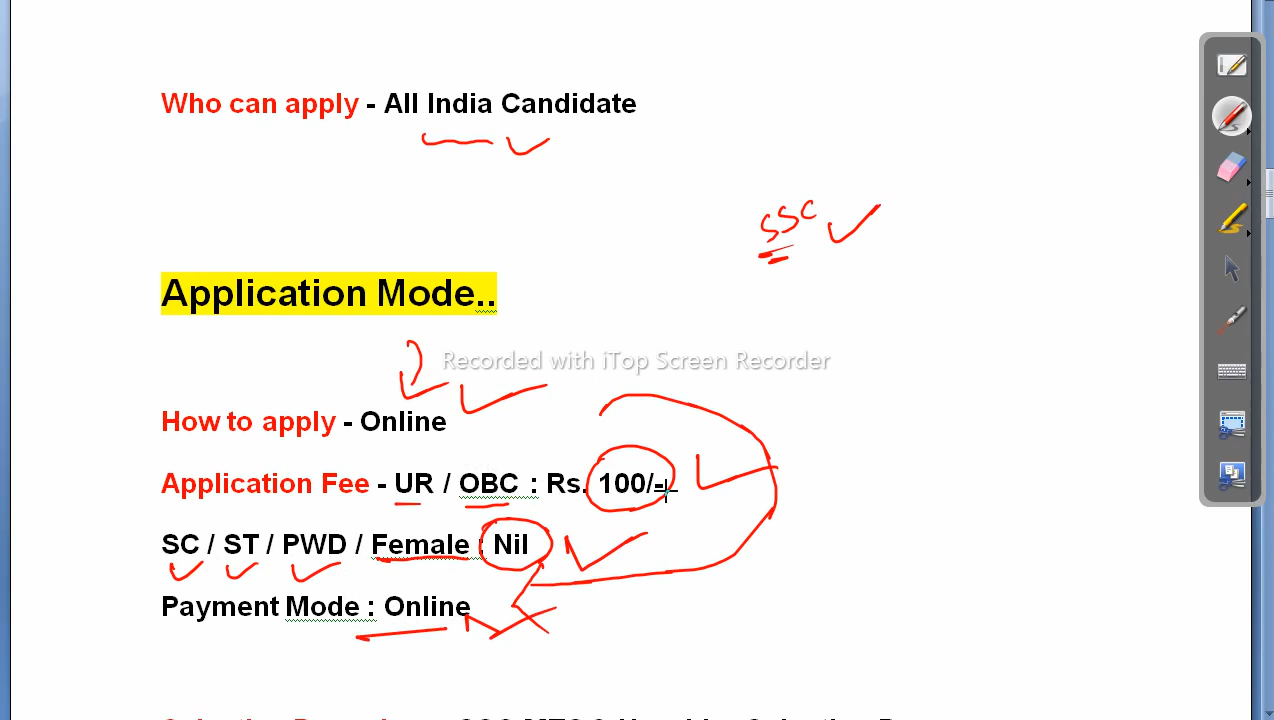 Who can apply - All India Candidate
SSC
Application Mode..
Recorded with iTop Screen Recorder
How to apply - Online
Application Fee - UR / OBC : Rs. 100/-
SC / ST / PWD / Female : Nil
Payment Mode : Online